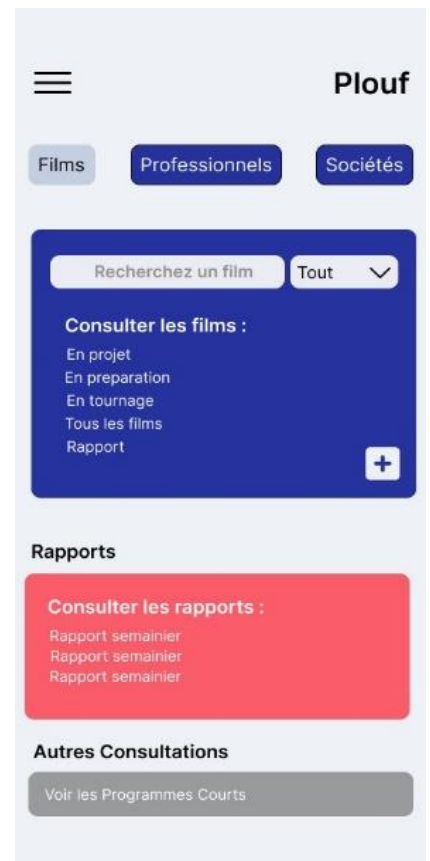 Plouf
Films Professionnels Sociétés
Recherchez un film Tout
Consulter les films :
En projet
En preparation
En tournage
Tous les films
Rapport
+
Rapports
Consulter les rapports :
Rapport semainier
Rapport semainier
Rapport semainier
Autres Consultations
Voir les Programmes Courts